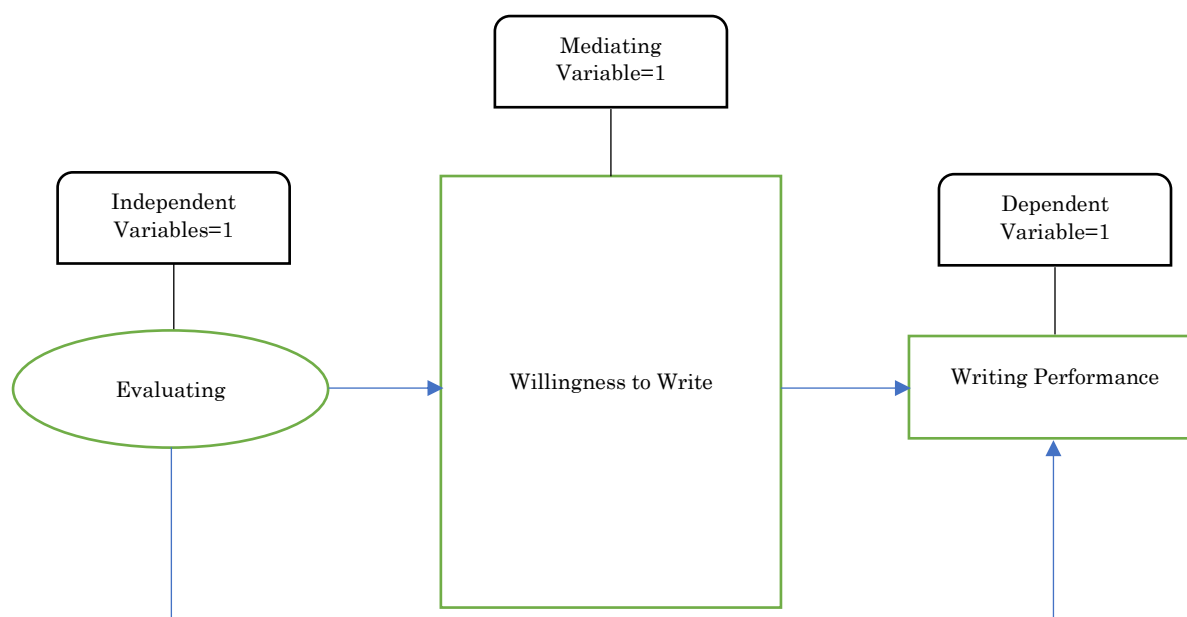 Mediating
Variable=1
Independent
Variables=1
Dependent
Variable=1
Evaluating
Willingness to Write
Writing Performance